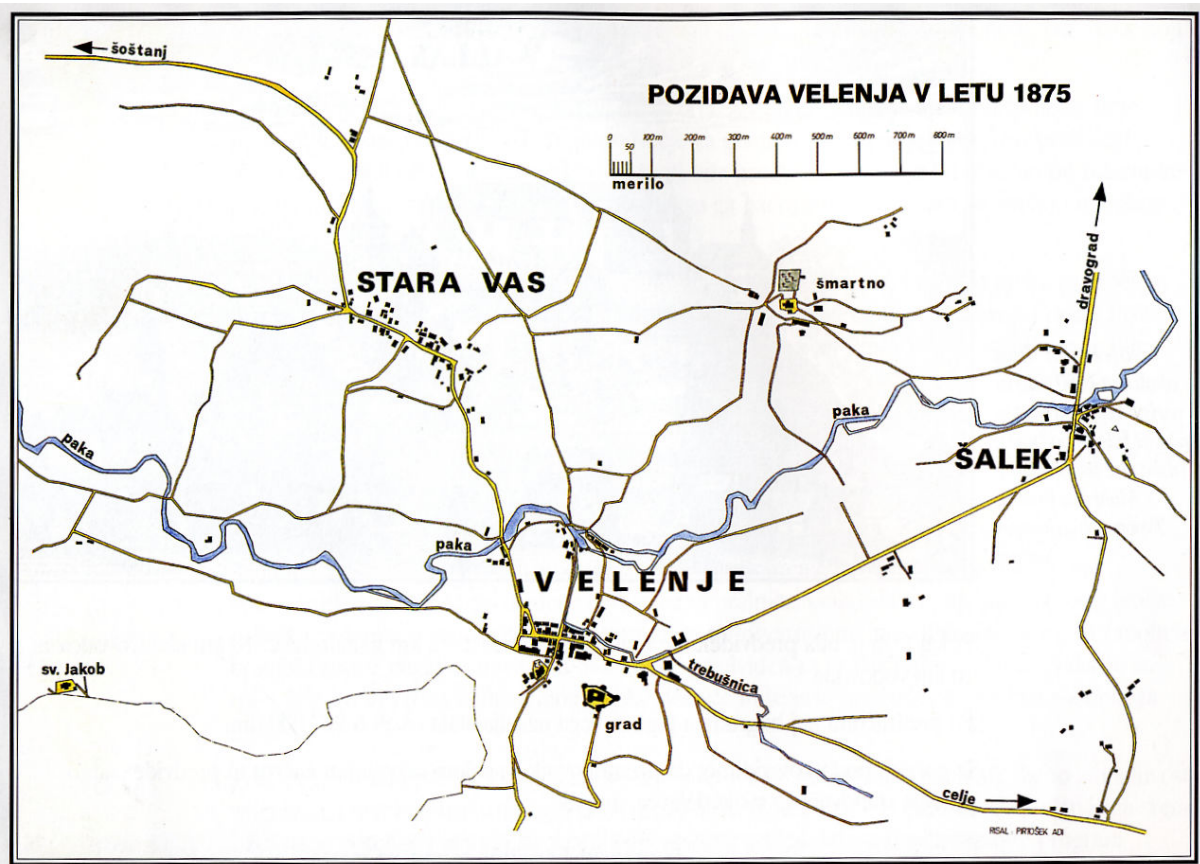 šoštanj
POZIDAVA VELENJA V LETU 1875
0 50 100m 200m 300m 400m 500m 600m 700m 800m
merilo
dravograd
STARA VAS
šmartno
paka
paka
ŠALEK
paka
VELENJE
sv. Jakob
trebušnica
grad
celje
RISAL : PIRTOŠEK ADI